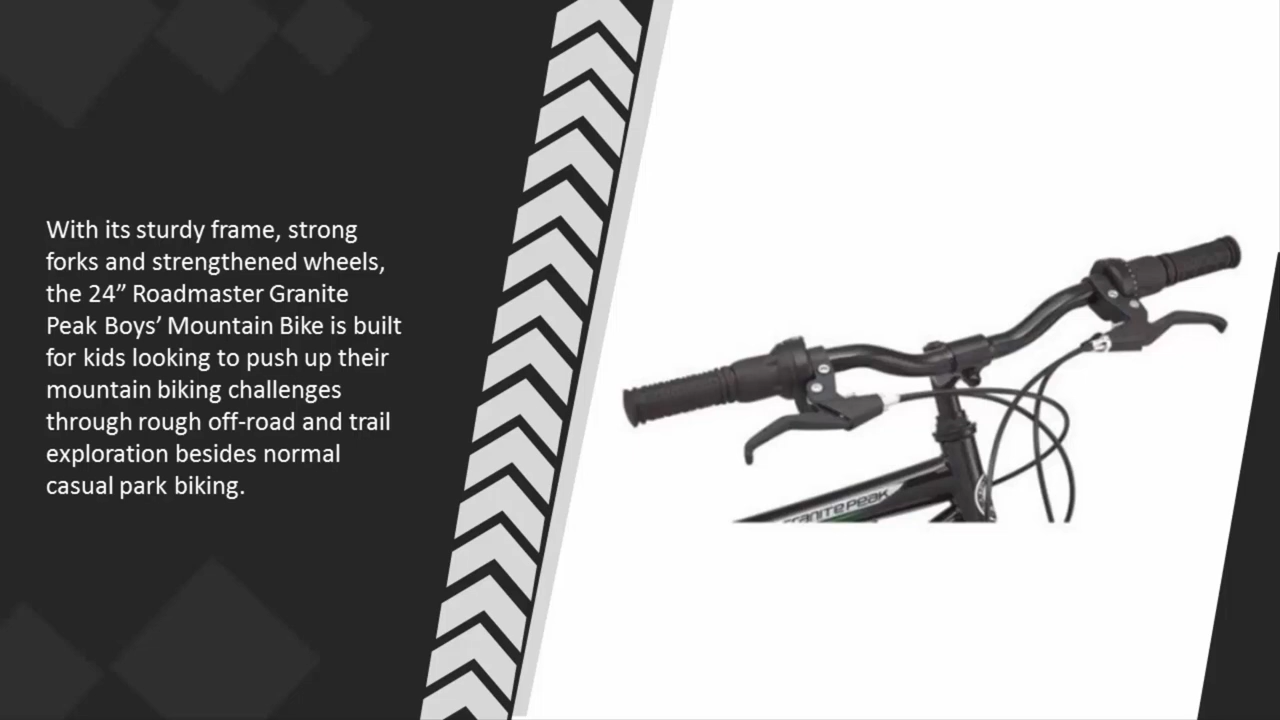 With its sturdy frame, strong
forks and strengthened wheels,
the 24” Roadmaster Granite
Peak Boys’ Mountain Bike is built
for kids looking to push up their
mountain biking challenges
through rough off-road and trail
exploration besides normal
casual park biking.
GRANITE PEAK